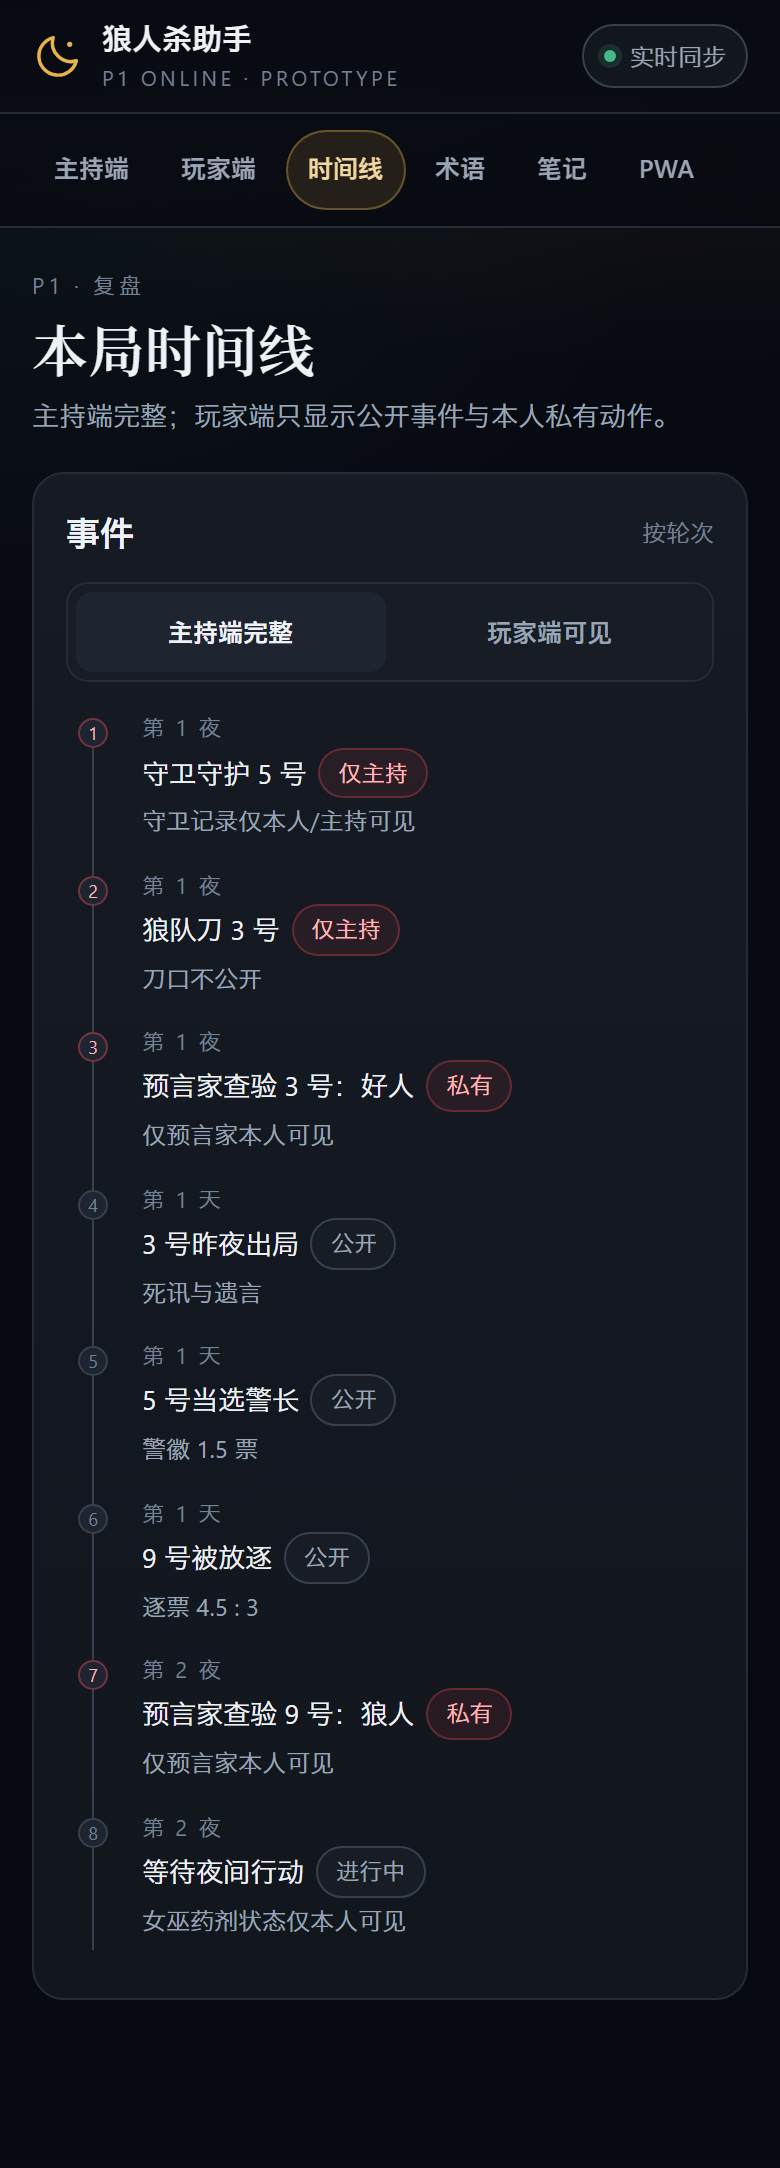 狼人杀助手
P1 ONLINE · PROTOTYPE
实时同步
主持端 玩家端 时间线 术语 笔记 PWA
P1 · 复盘
本局时间线
主持端完整；玩家端只显示公开事件与本人私有动作。
事件
按轮次
主持端完整 玩家端可见
1 第 1 夜
守卫守护 5 号 仅主持
守卫记录仅本人/主持可见
2 第 1 夜
狼队刀 3 号 仅主持
刀口不公开
3 第 1 夜
预言家查验 3 号：好人 私有
仅预言家本人可见
4 第 1 天
3 号昨夜出局 公开
死讯与遗言
5 第 1 天
5 号当选警长 公开
警徽 1.5 票
6 第 1 天
9 号被放逐 公开
逐票 4.5 : 3
7 第 2 夜
预言家查验 9 号：狼人 私有
仅预言家本人可见
8 第 2 夜
等待夜间行动 进行中
女巫药剂状态仅本人可见